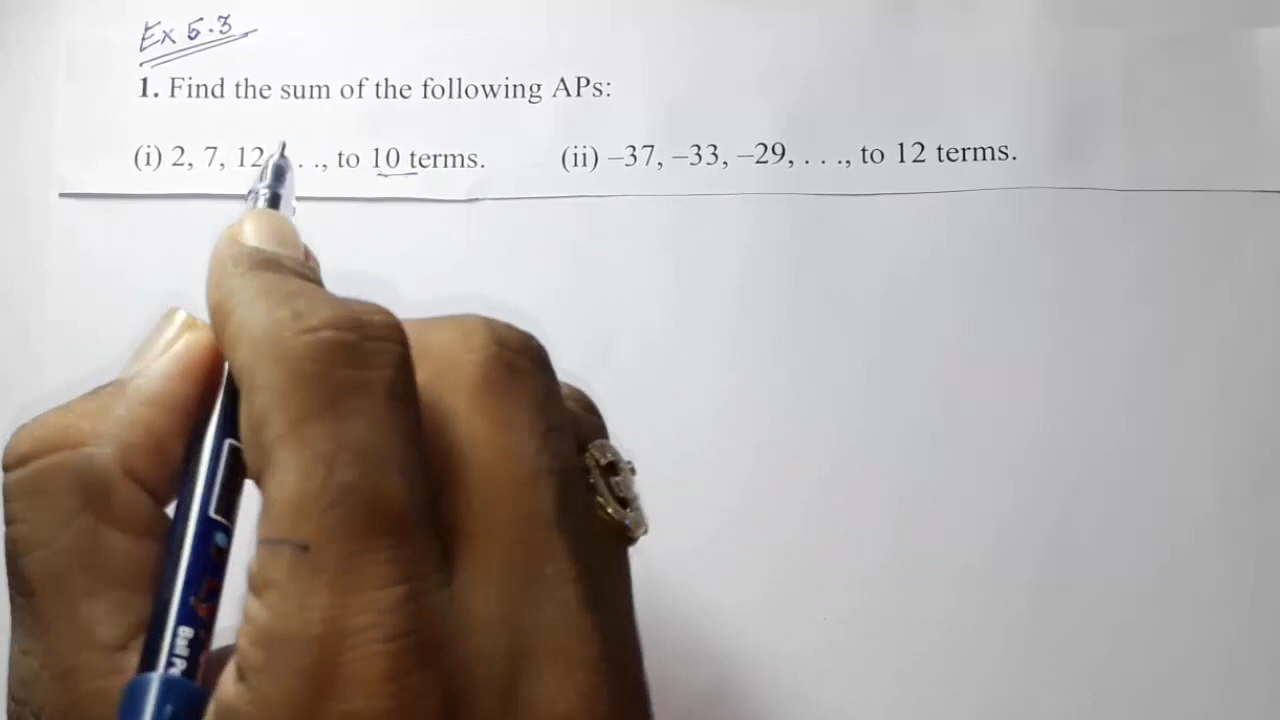 Ex 5.3
1. Find the sum of the following APs:
(i) 2, 7, 12, . . ., to 10 terms. (ii) –37, –33, –29, . . ., to 12 terms.
Ball